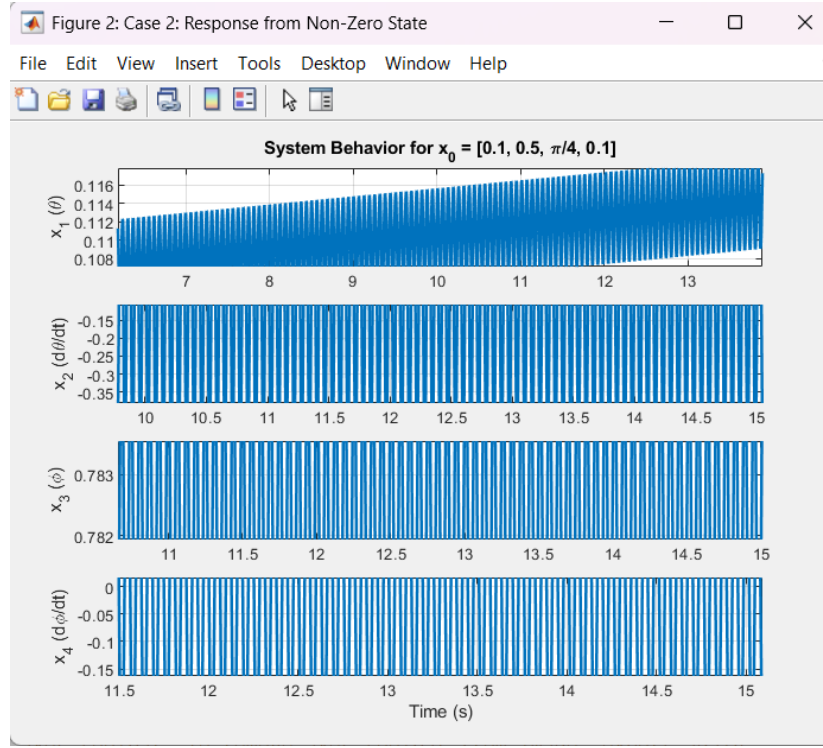 Figure 2: Case 2: Response from Non-Zero State
File Edit View Insert Tools Desktop Window Help
System Behavior for x₀ = [0.1, 0.5, π/4, 0.1]
x₁ (θ)
0.116
0.114
0.112
0.11
0.108
7 8 9 10 11 12 13
x₂ (dθ/dt)
-0.15
-0.2
-0.25
-0.3
-0.35
10 10.5 11 11.5 12 12.5 13 13.5 14 14.5 15
x₃ (ϕ)
0.783
0.782
11 11.5 12 12.5 13 13.5 14 14.5 15
x₄ (dϕ/dt)
0
-0.05
-0.1
-0.15
11.5 12 12.5 13 13.5 14 14.5 15
Time (s)